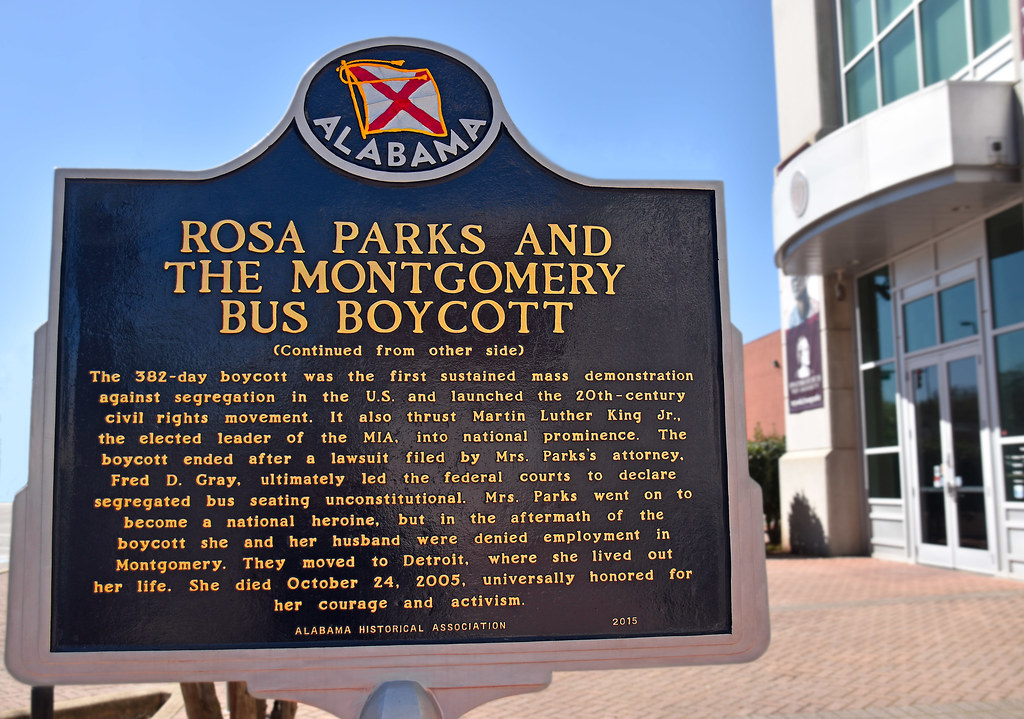 ALABAMA
ROSA PARKS AND
THE MONTGOMERY
BUS BOYCOTT
(Continued from other side)
The 382-day boycott was the first sustained mass demonstration
against segregation in the U.S. and launched the 20th-century
civil rights movement. It also thrust Martin Luther King Jr.,
the elected leader of the MIA, into national prominence. The
boycott ended after a lawsuit filed by Mrs. Parks's attorney,
Fred D. Gray, ultimately led the federal courts to declare
segregated bus seating unconstitutional. Mrs. Parks went on to
become a national heroine, but in the aftermath of the
boycott she and her husband were denied employment in
Montgomery. They moved to Detroit, where she lived out
her life. She died October 24, 2005, universally honored for
her courage and activism.
ALABAMA HISTORICAL ASSOCIATION 2015